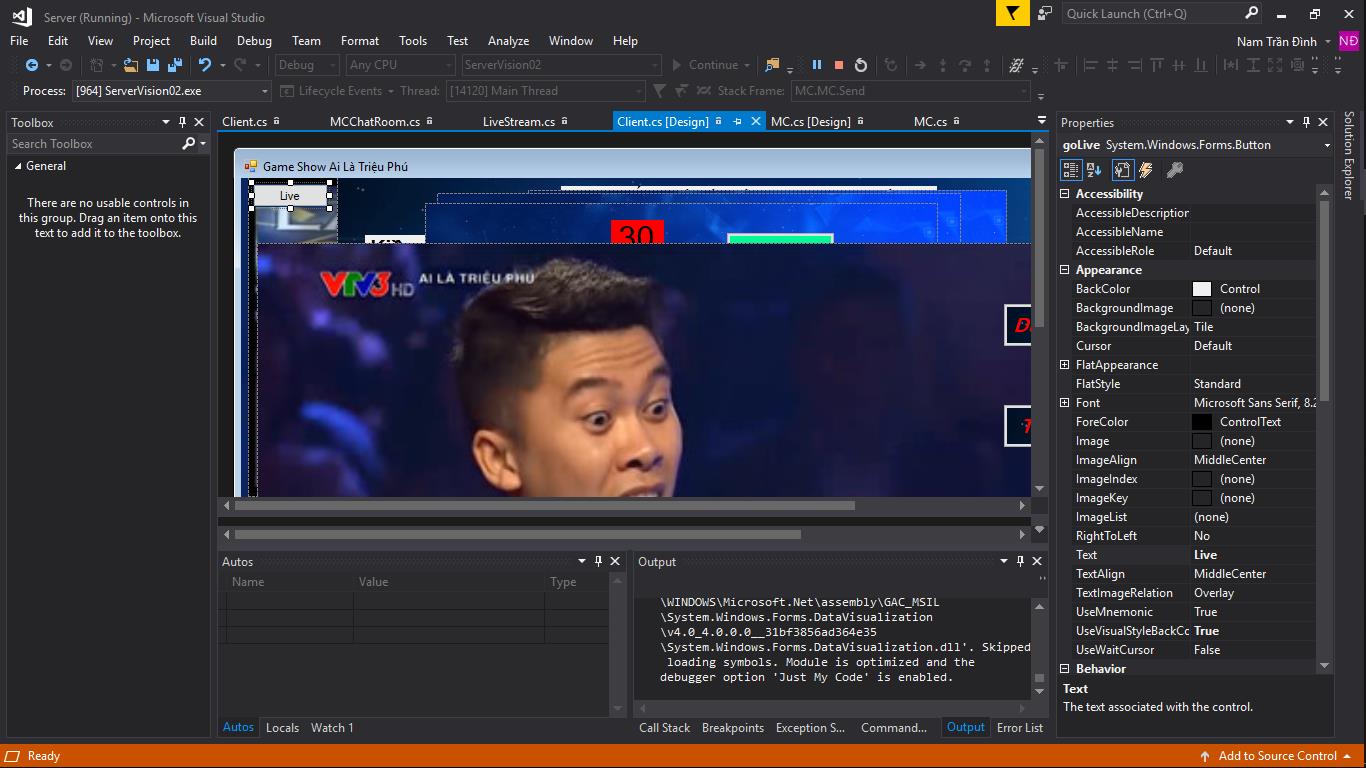 Server (Running) - Microsoft Visual Studio
Quick Launch (Ctrl+Q)
File Edit View Project Build Debug Team Format Tools Test Analyze Window Help
Nam Trần Đình NĐ
Debug Any CPU ServerVision02 Continue
Process: [964] ServerVision02.exe Lifecycle Events Thread: [14120] Main Thread Stack Frame: MC.MC.Send
Toolbox
Search Toolbox
General
There are no usable controls in
this group. Drag an item onto this
text to add it to the toolbox.
Client.cs MCChatRoom.cs LiveStream.cs Client.cs [Design] MC.cs [Design] MC.cs
Game Show Ai Là Triệu Phú
Live
30
VTV3 HD AI LÀ TRIỆU PHÚ
Autos
Name Value Type
Autos Locals Watch 1
Output
\WINDOWS\Microsoft.Net\assembly\GAC_MSIL
\System.Windows.Forms.DataVisualization
\v4.0_4.0.0.0__31bf3856ad364e35
\System.Windows.Forms.DataVisualization.dll'. Skipped
loading symbols. Module is optimized and the
debugger option 'Just My Code' is enabled.
Call Stack Breakpoints Exception S... Command... Output Error List
Properties
goLive System.Windows.Forms.Button
Accessibility
AccessibleDescription
AccessibleName
AccessibleRole Default
Appearance
BackColor Control
BackgroundImage (none)
BackgroundImageLay Tile
Cursor Default
FlatAppearance
FlatStyle Standard
Font Microsoft Sans Serif, 8.2
ForeColor ControlText
Image (none)
ImageAlign MiddleCenter
ImageIndex (none)
ImageKey (none)
ImageList (none)
RightToLeft No
Text Live
TextAlign MiddleCenter
TextImageRelation Overlay
UseMnemonic True
UseVisualStyleBackCo True
UseWaitCursor False
Behavior
Text
The text associated with the control.
Solution Explorer
Ready
Add to Source Control